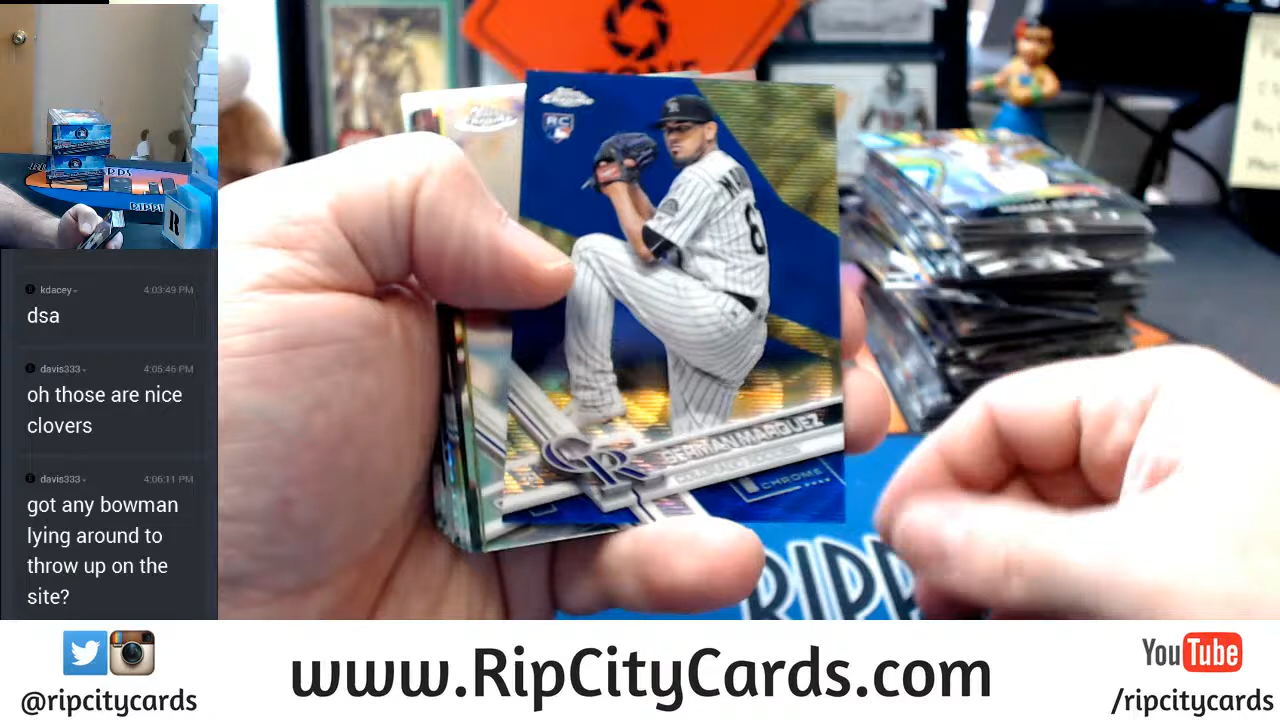 kdacey 4:03:49 PM
dsa
davis333 4:05:46 PM
oh those are nice
clovers
davis333 4:06:11 PM
got any bowman
lying around to
throw up on the
site?
RC
GERMAN MARQUEZ
CR
CHROME
RIPP
R
@ripcitycards
www.RipCityCards.com
YouTube
/ripcitycards